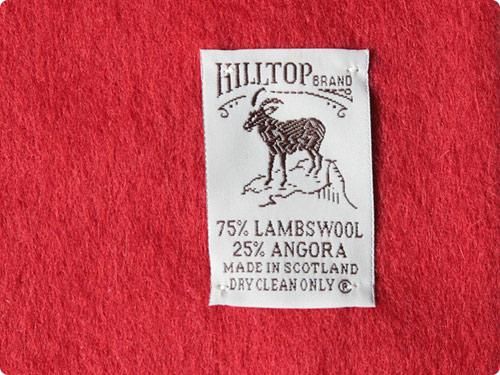 HILLTOP BRAND
75% LAMBSWOOL
25% ANGORA
MADE IN SCOTLAND
DRY CLEAN ONLY Ⓡ